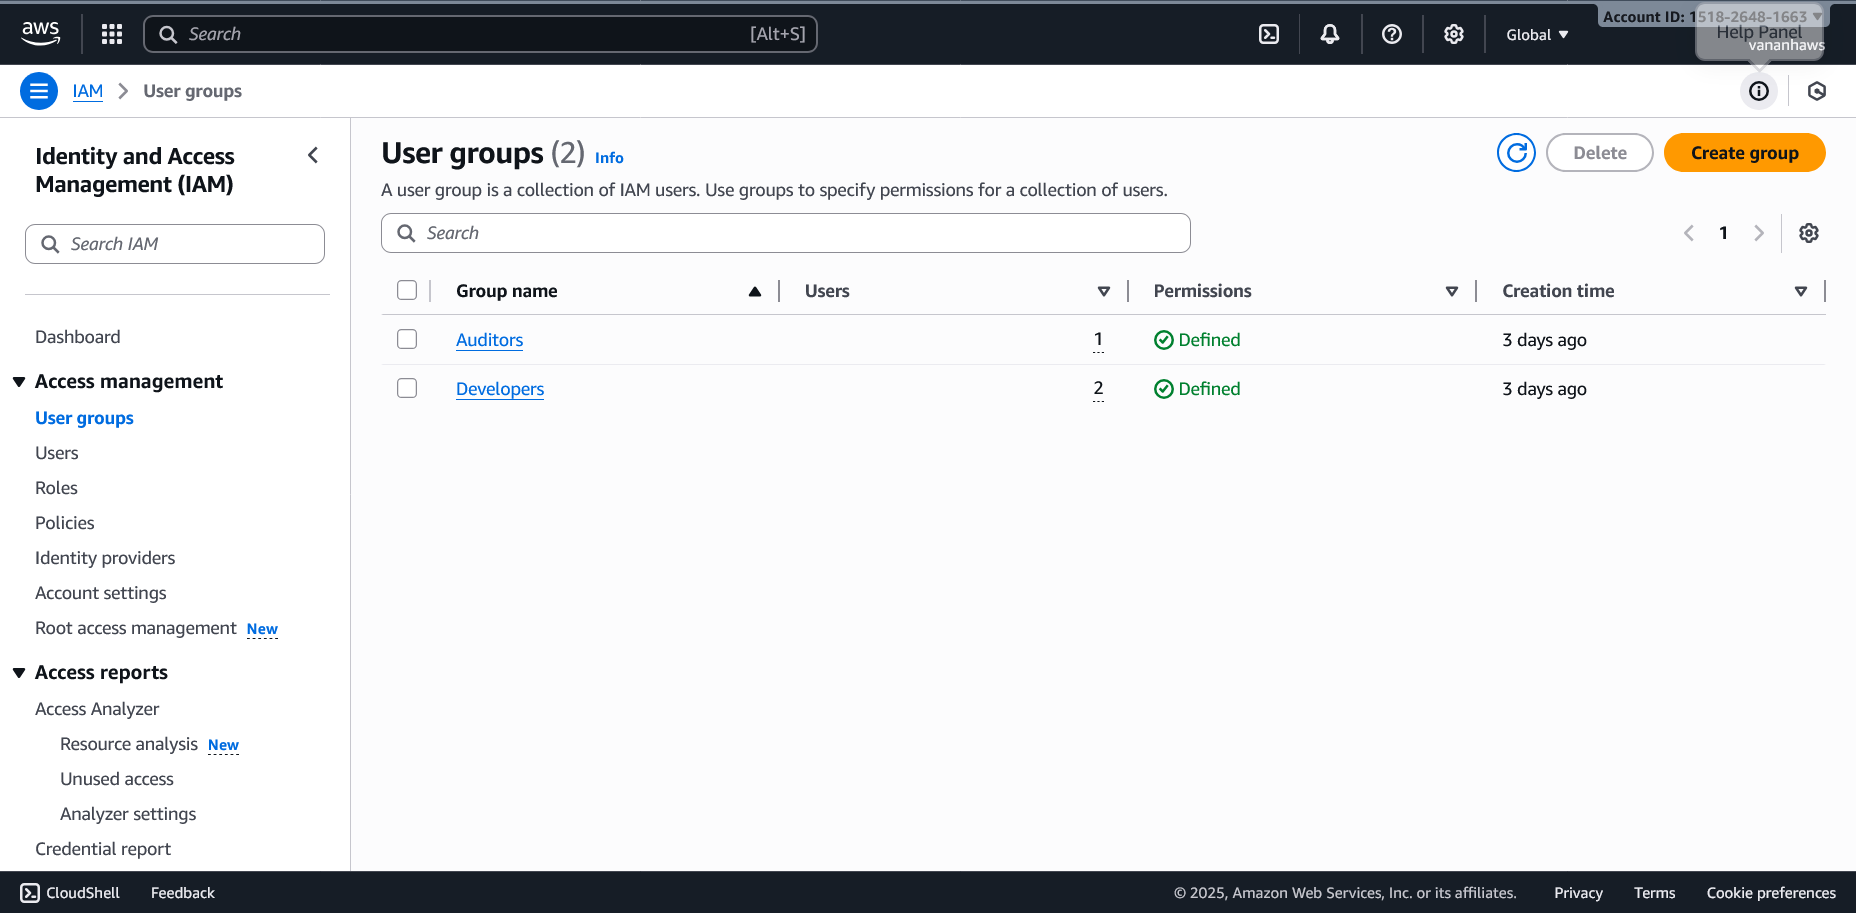 aws
Search
[Alt+S]
Global
Account ID: 1518-2648-1663
Help Panel
vananhaws
IAM
User groups
Identity and Access
Management (IAM)
Search IAM
Dashboard
Access management
User groups
Users
Roles
Policies
Identity providers
Account settings
Root access management New
Access reports
Access Analyzer
Resource analysis New
Unused access
Analyzer settings
Credential report
User groups (2) Info
A user group is a collection of IAM users. Use groups to specify permissions for a collection of users.
Delete
Create group
Search
1
Group name Users Permissions Creation time
Auditors 1 Defined 3 days ago
Developers 2 Defined 3 days ago
CloudShell Feedback © 2025, Amazon Web Services, Inc. or its affiliates. Privacy Terms Cookie preferences